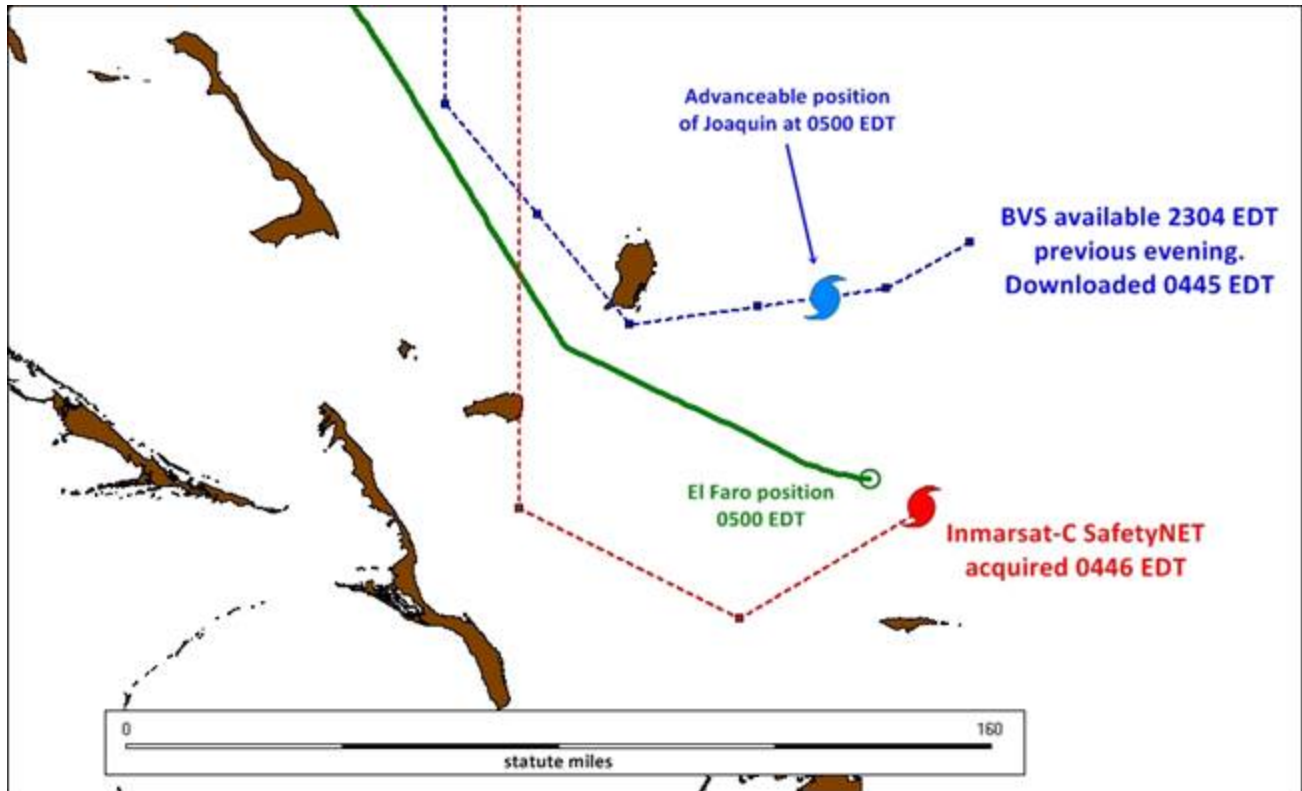 Advanceable position
of Joaquin at 0500 EDT
BVS available 2304 EDT
previous evening.
Downloaded 0445 EDT
El Faro position
0500 EDT
Inmarsat-C SafetyNET
acquired 0446 EDT
0
160
statute miles